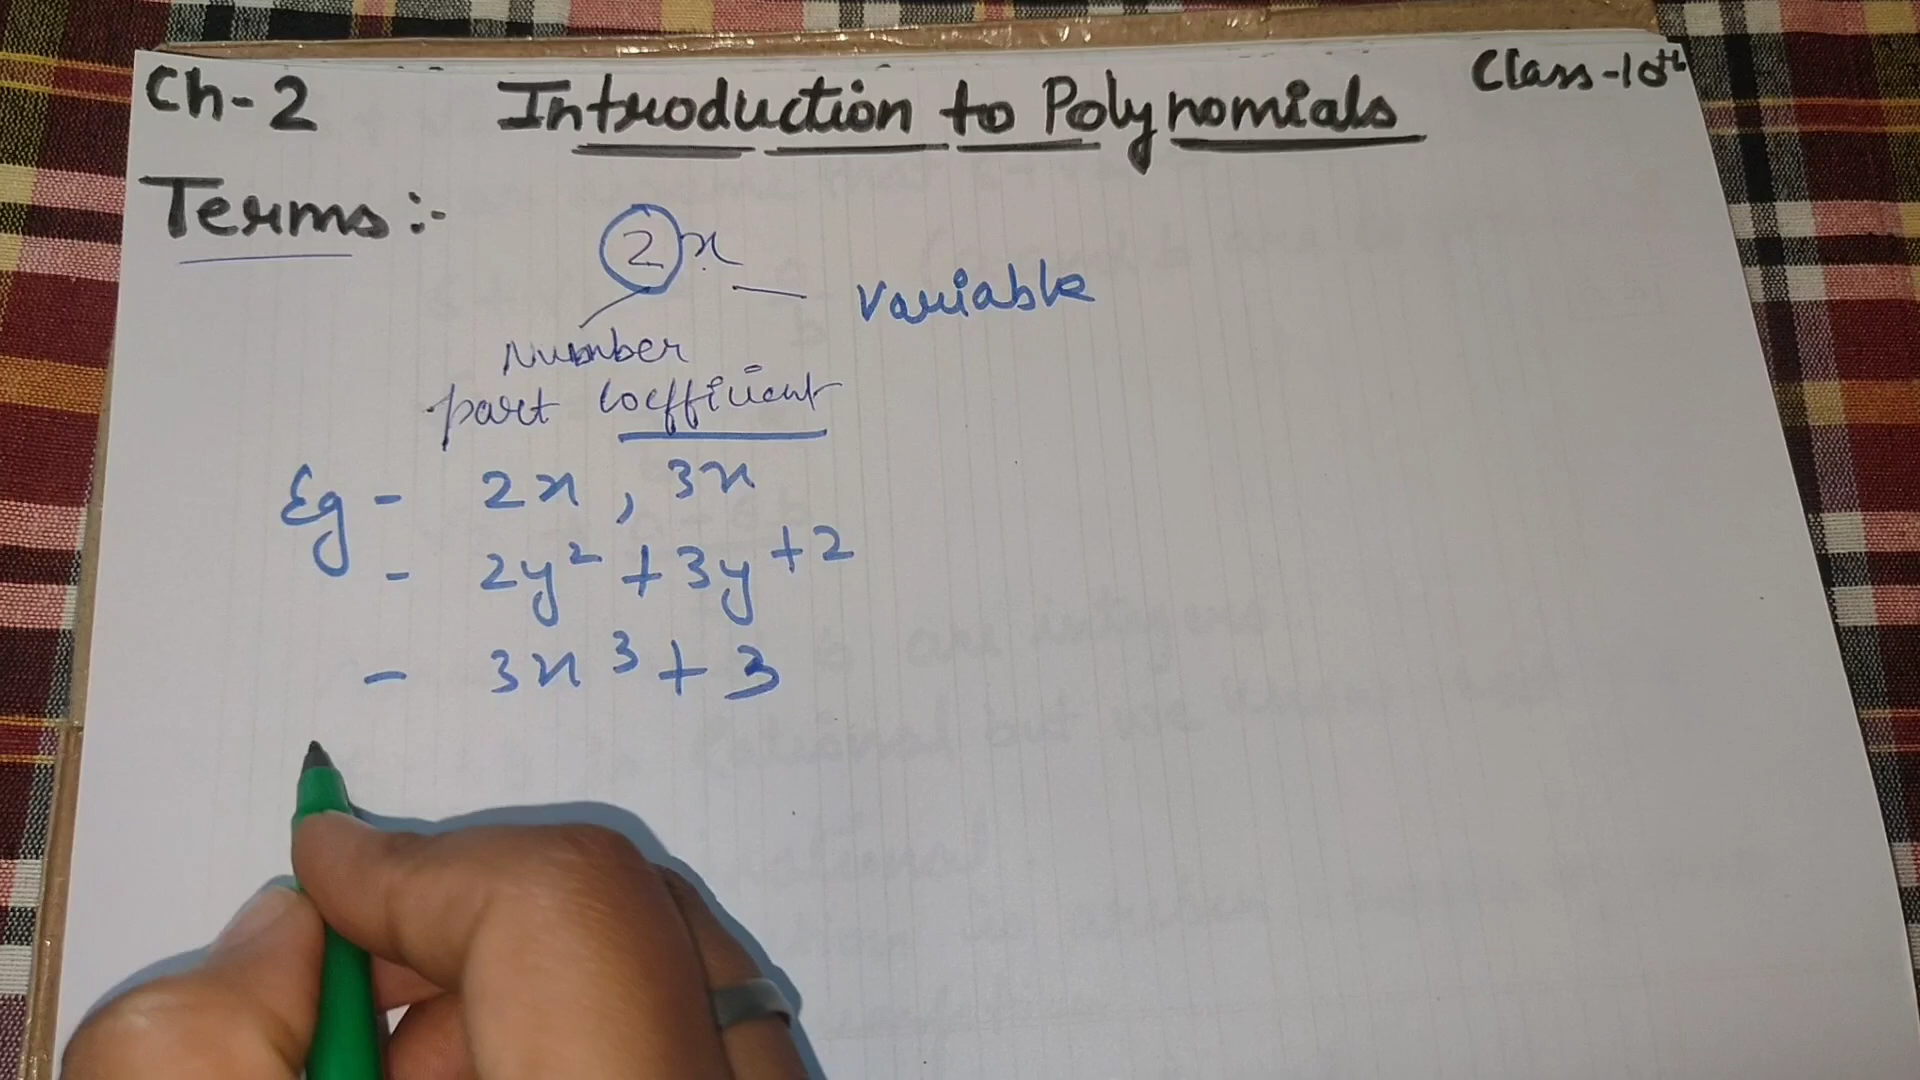 Ch-2 Introduction to Polynomials Class-10th
Terms :-
2x
Variable
Number
part coefficient
Eg - 2x , 3x
- 2y² + 3y + 2
- 3x³ + 3